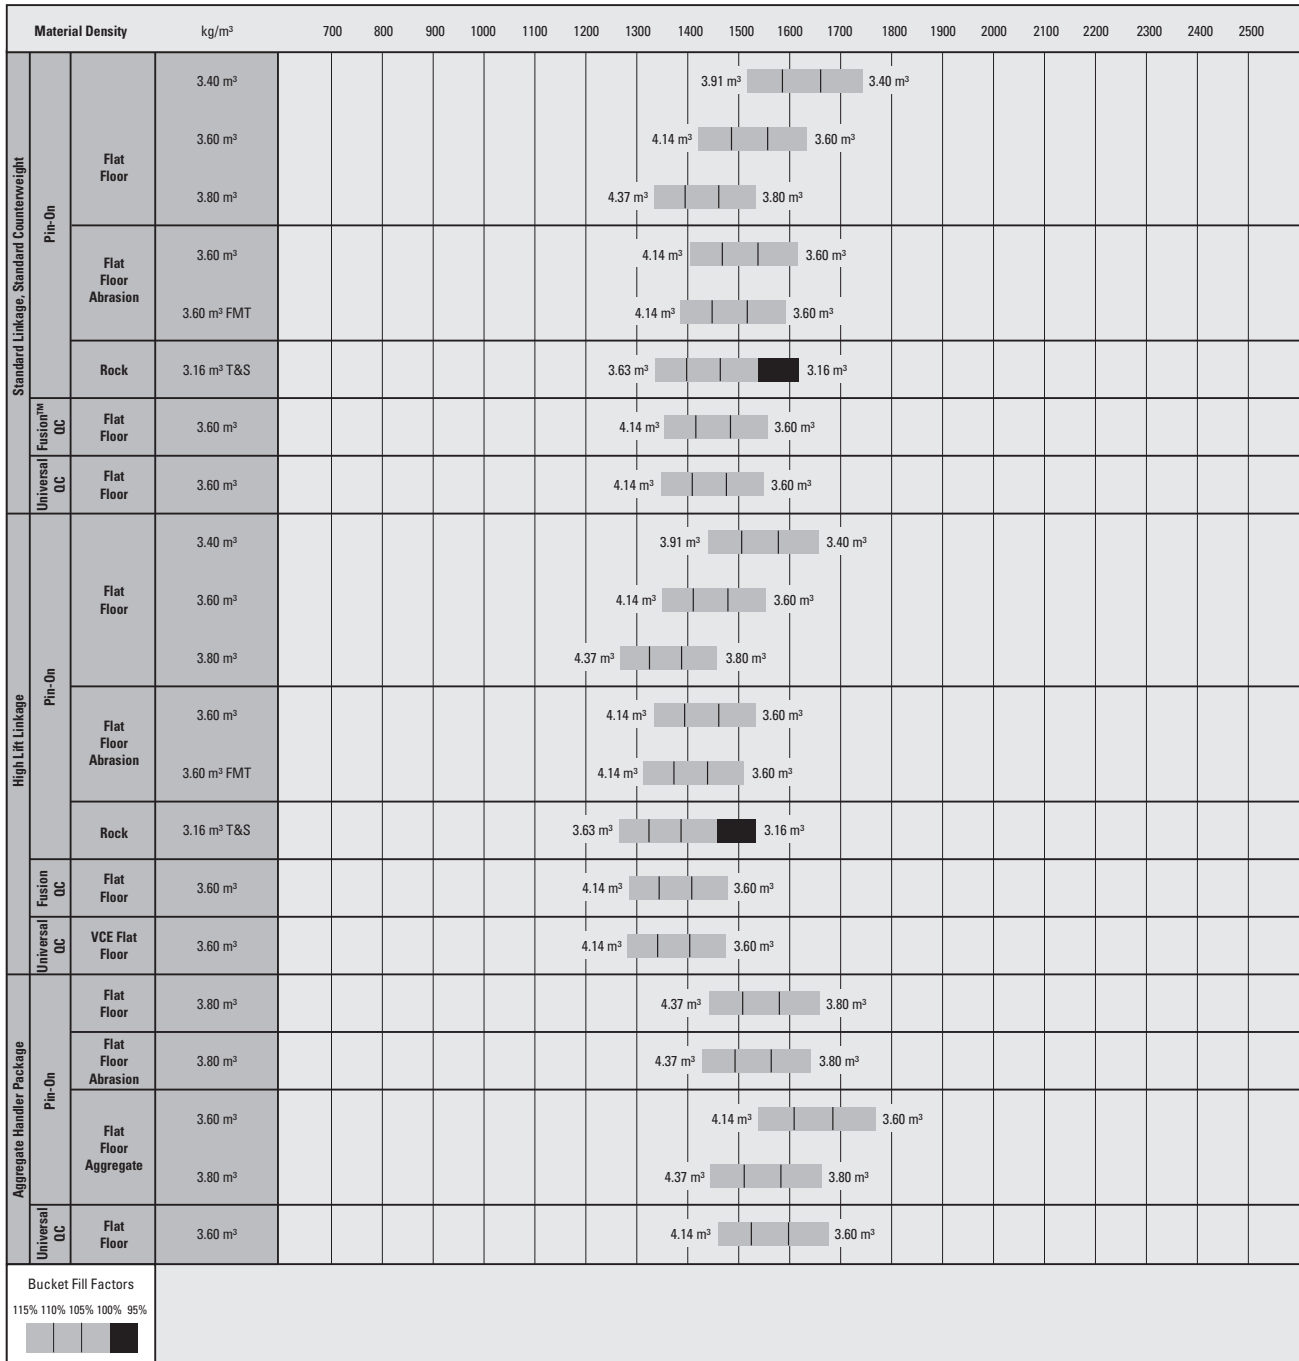 Material Density kg/m³ 700 800 900 1000 1100 1200 1300 1400 1500 1600 1700 1800 1900 2000 2100 2200 2300 2400 2500
Standard Linkage, Standard Counterweight
Pin-On
Flat
Floor
3.40 m³ 3.91 m³ 3.40 m³
3.60 m³ 4.14 m³ 3.60 m³
3.80 m³ 4.37 m³ 3.80 m³
Flat
Floor
Abrasion
3.60 m³ 4.14 m³ 3.60 m³
3.60 m³ FMT 4.14 m³ 3.60 m³
Rock 3.16 m³ T&S 3.63 m³ 3.16 m³
Fusion™
QC
Flat
Floor
3.60 m³ 4.14 m³ 3.60 m³
Universal
QC
Flat
Floor
3.60 m³ 4.14 m³ 3.60 m³
High Lift Linkage
Pin-On
Flat
Floor
3.40 m³ 3.91 m³ 3.40 m³
3.60 m³ 4.14 m³ 3.60 m³
3.80 m³ 4.37 m³ 3.80 m³
Flat
Floor
Abrasion
3.60 m³ 4.14 m³ 3.60 m³
3.60 m³ FMT 4.14 m³ 3.60 m³
Rock 3.16 m³ T&S 3.63 m³ 3.16 m³
Fusion
QC
Flat
Floor
3.60 m³ 4.14 m³ 3.60 m³
Universal
QC
VCE Flat
Floor
3.60 m³ 4.14 m³ 3.60 m³
Aggregate Handler Package
Pin-On
Flat
Floor
3.80 m³ 4.37 m³ 3.80 m³
Flat
Floor
Abrasion
3.80 m³ 4.37 m³ 3.80 m³
Flat
Floor
Aggregate
3.60 m³ 4.14 m³ 3.60 m³
3.80 m³ 4.37 m³ 3.80 m³
Universal
QC
Flat
Floor
3.60 m³ 4.14 m³ 3.60 m³
Bucket Fill Factors
115% 110% 105% 100% 95%